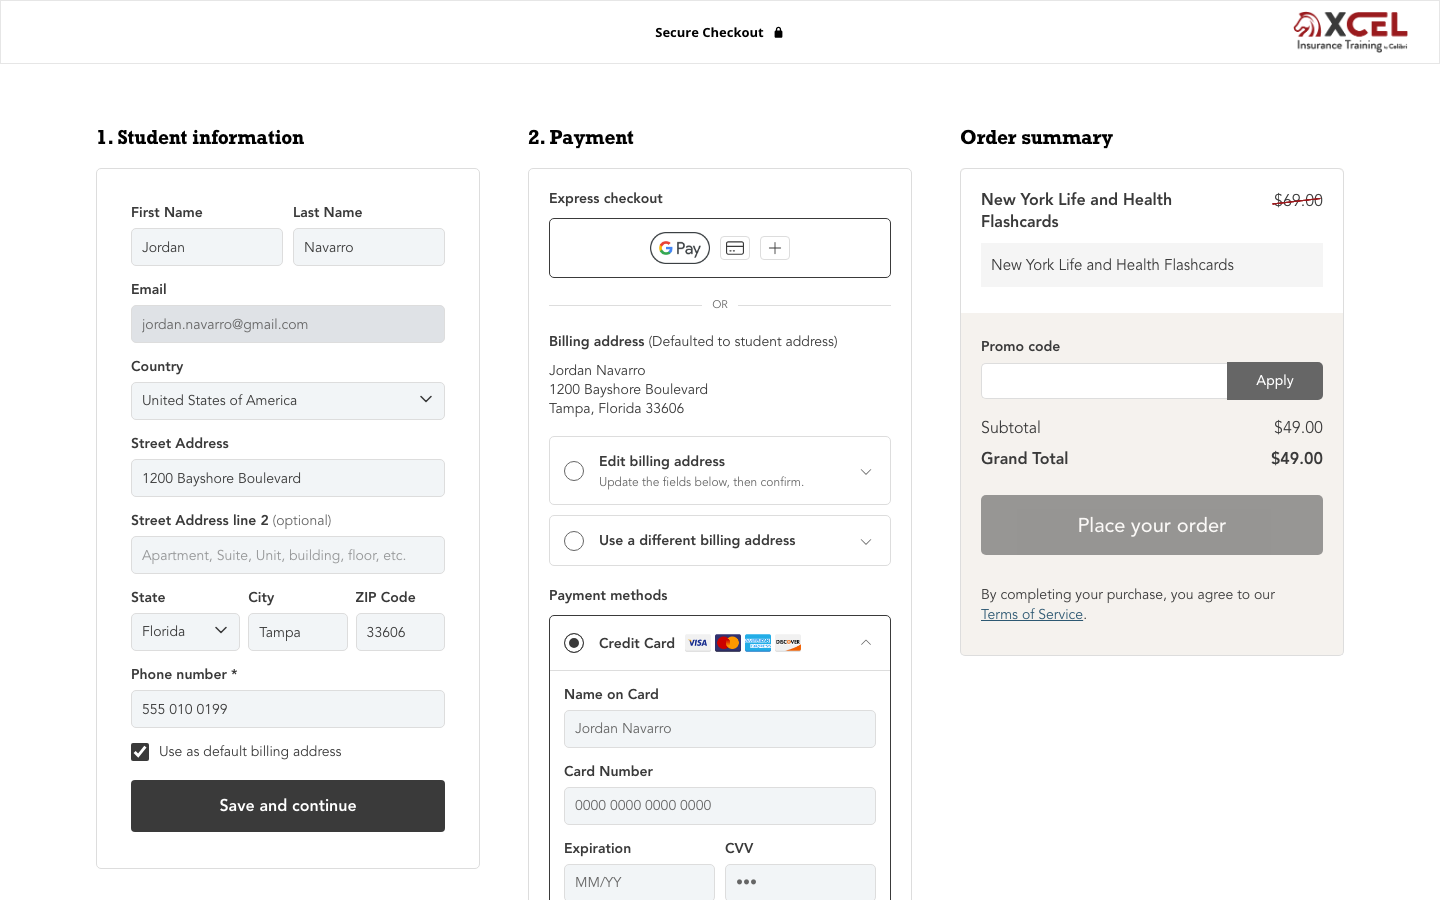 Secure Checkout
XCEL
Insurance Training by Colibri
1. Student information
First Name
Last Name
Jordan
Navarro
Email
jordan.navarro@gmail.com
Country
United States of America
Street Address
1200 Bayshore Boulevard
Street Address line 2 (optional)
Apartment, Suite, Unit, building, floor, etc.
State
City
ZIP Code
Florida
Tampa
33606
Phone number *
555 010 0199
Use as default billing address
Save and continue
2. Payment
Express checkout
G Pay
OR
Billing address (Defaulted to student address)
Jordan Navarro
1200 Bayshore Boulevard
Tampa, Florida 33606
Edit billing address
Update the fields below, then confirm.
Use a different billing address
Payment methods
Credit Card VISA DISCOVER
Name on Card
Jordan Navarro
Card Number
0000 0000 0000 0000
Expiration
CVV
MM/YY
•••
Order summary
New York Life and Health
Flashcards
$69.00
New York Life and Health Flashcards
Promo code
Apply
Subtotal
$49.00
Grand Total
$49.00
Place your order
By completing your purchase, you agree to our
Terms of Service.